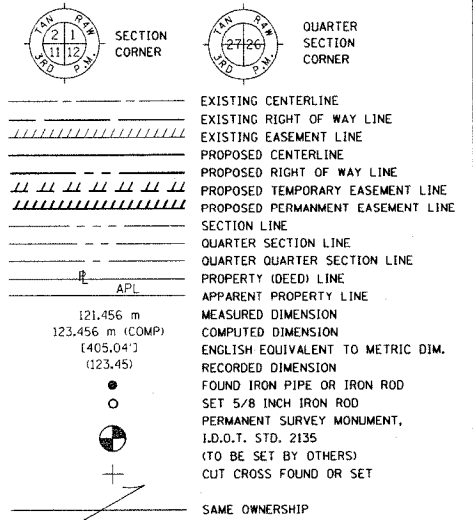 T4N R4W
2 1
11 12
3RD P.M.
SECTION
CORNER
T4N R4W
27 26
3RD P.M.
QUARTER
SECTION
CORNER
EXISTING CENTERLINE
EXISTING RIGHT OF WAY LINE
EXISTING EASEMENT LINE
PROPOSED CENTERLINE
PROPOSED RIGHT OF WAY LINE
PROPOSED TEMPORARY EASEMENT LINE
PROPOSED PERMANMENT EASEMENT LINE
SECTION LINE
QUARTER SECTION LINE
QUARTER QUARTER SECTION LINE
PL PROPERTY (DEED) LINE
APL APPARENT PROPERTY LINE
121.456 m MEASURED DIMENSION
123.456 m (COMP) COMPUTED DIMENSION
[405.04'] ENGLISH EQUIVALENT TO METRIC DIM.
(123.45) RECORDED DIMENSION
FOUND IRON PIPE OR IRON ROD
SET 5/8 INCH IRON ROD
PERMANENT SURVEY MONUMENT,
I.D.O.T. STD. 2135
(TO BE SET BY OTHERS)
CUT CROSS FOUND OR SET
SAME OWNERSHIP